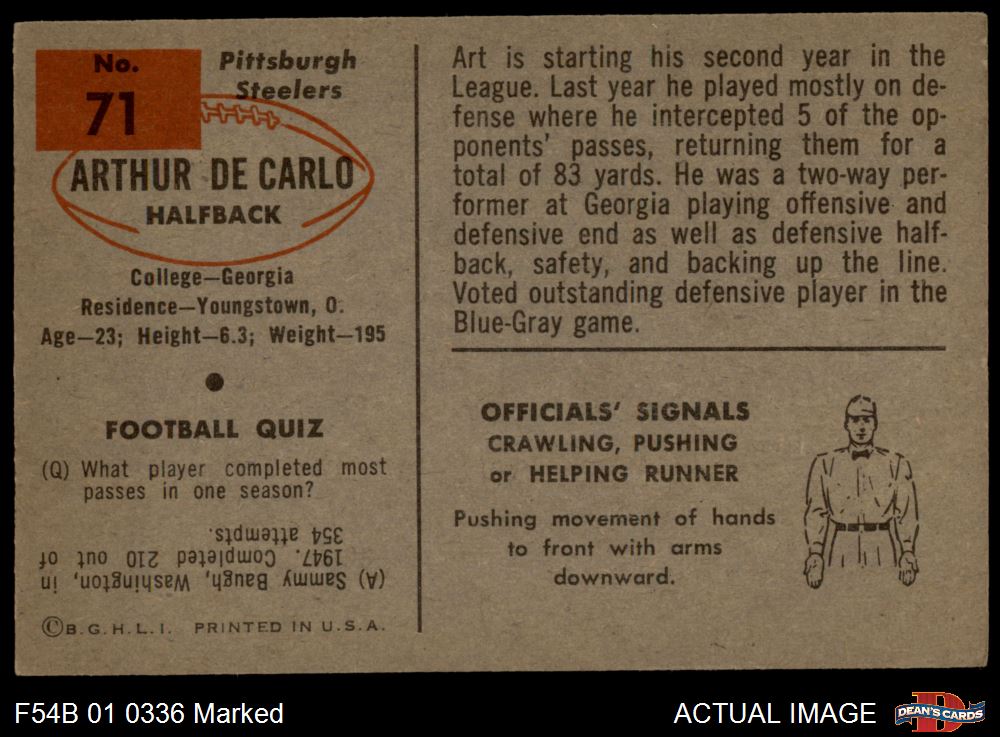 No.
71
Pittsburgh
Steelers
ARTHUR DE CARLO
HALFBACK
College—Georgia
Residence—Youngstown, O.
Age—23; Height—6.3; Weight—195
FOOTBALL QUIZ
(Q) What player completed most
passes in one season?
(A) Sammy Baugh, Washington, in
1947. Completed 210 out of
354 attempts.
©B.G.H.L.I. PRINTED IN U.S.A.
Art is starting his second year in the
League. Last year he played mostly on de-
fense where he intercepted 5 of the op-
ponents' passes, returning them for a
total of 83 yards. He was a two-way per-
former at Georgia playing offensive and
defensive end as well as defensive half-
back, safety, and backing up the line.
Voted outstanding defensive player in the
Blue-Gray game.
OFFICIALS' SIGNALS
CRAWLING, PUSHING
or HELPING RUNNER
Pushing movement of hands
to front with arms
downward.
F54B 01 0336 Marked
ACTUAL IMAGE
D
DEAN'S CARDS